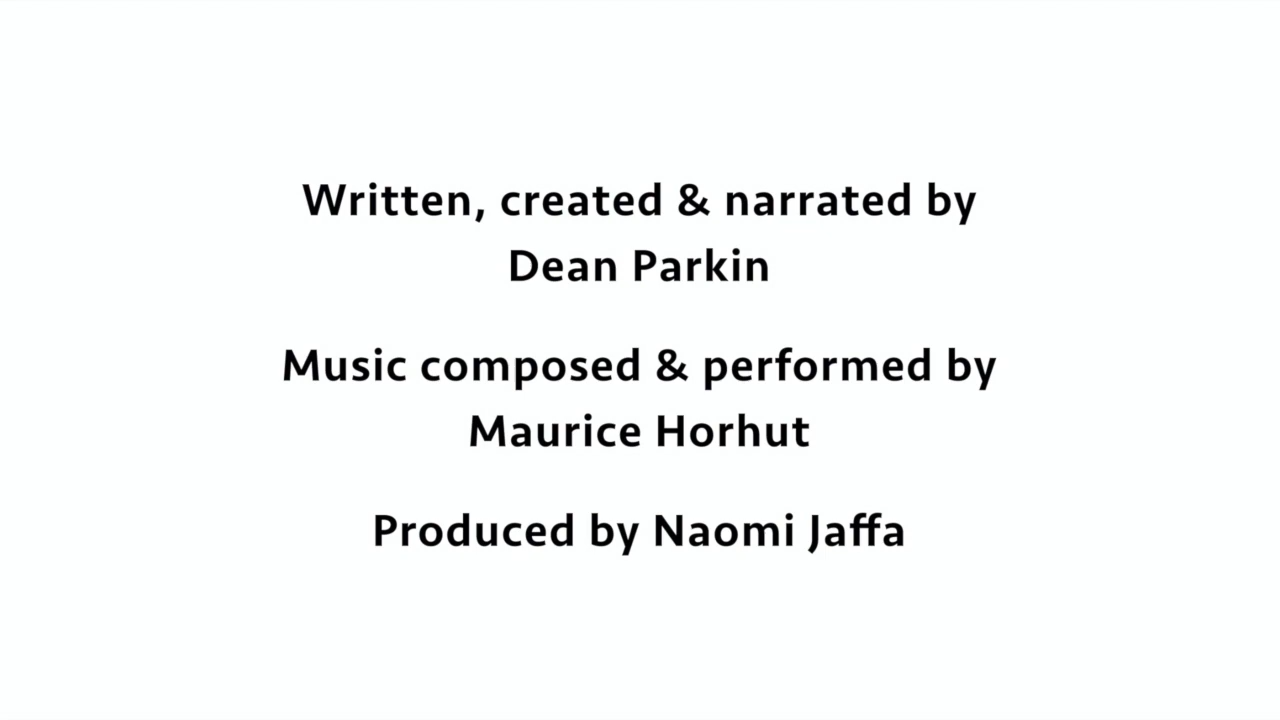 Written, created & narrated by
Dean Parkin
Music composed & performed by
Maurice Horhut
Produced by Naomi Jaffa